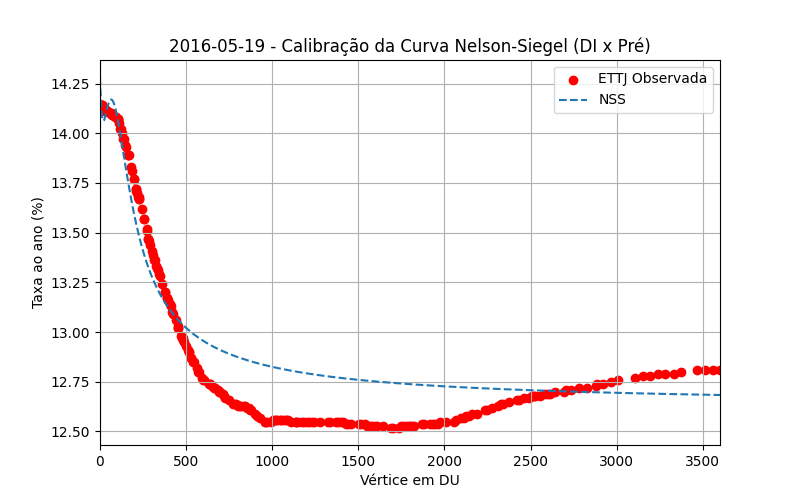 2016-05-19 - Calibração da Curva Nelson-Siegel (DI x Pré)
ETTJ Observada
NSS
Taxa ao ano (%)
14.25
14.00
13.75
13.50
13.25
13.00
12.75
12.50
0 500 1000 1500 2000 2500 3000 3500
Vértice em DU